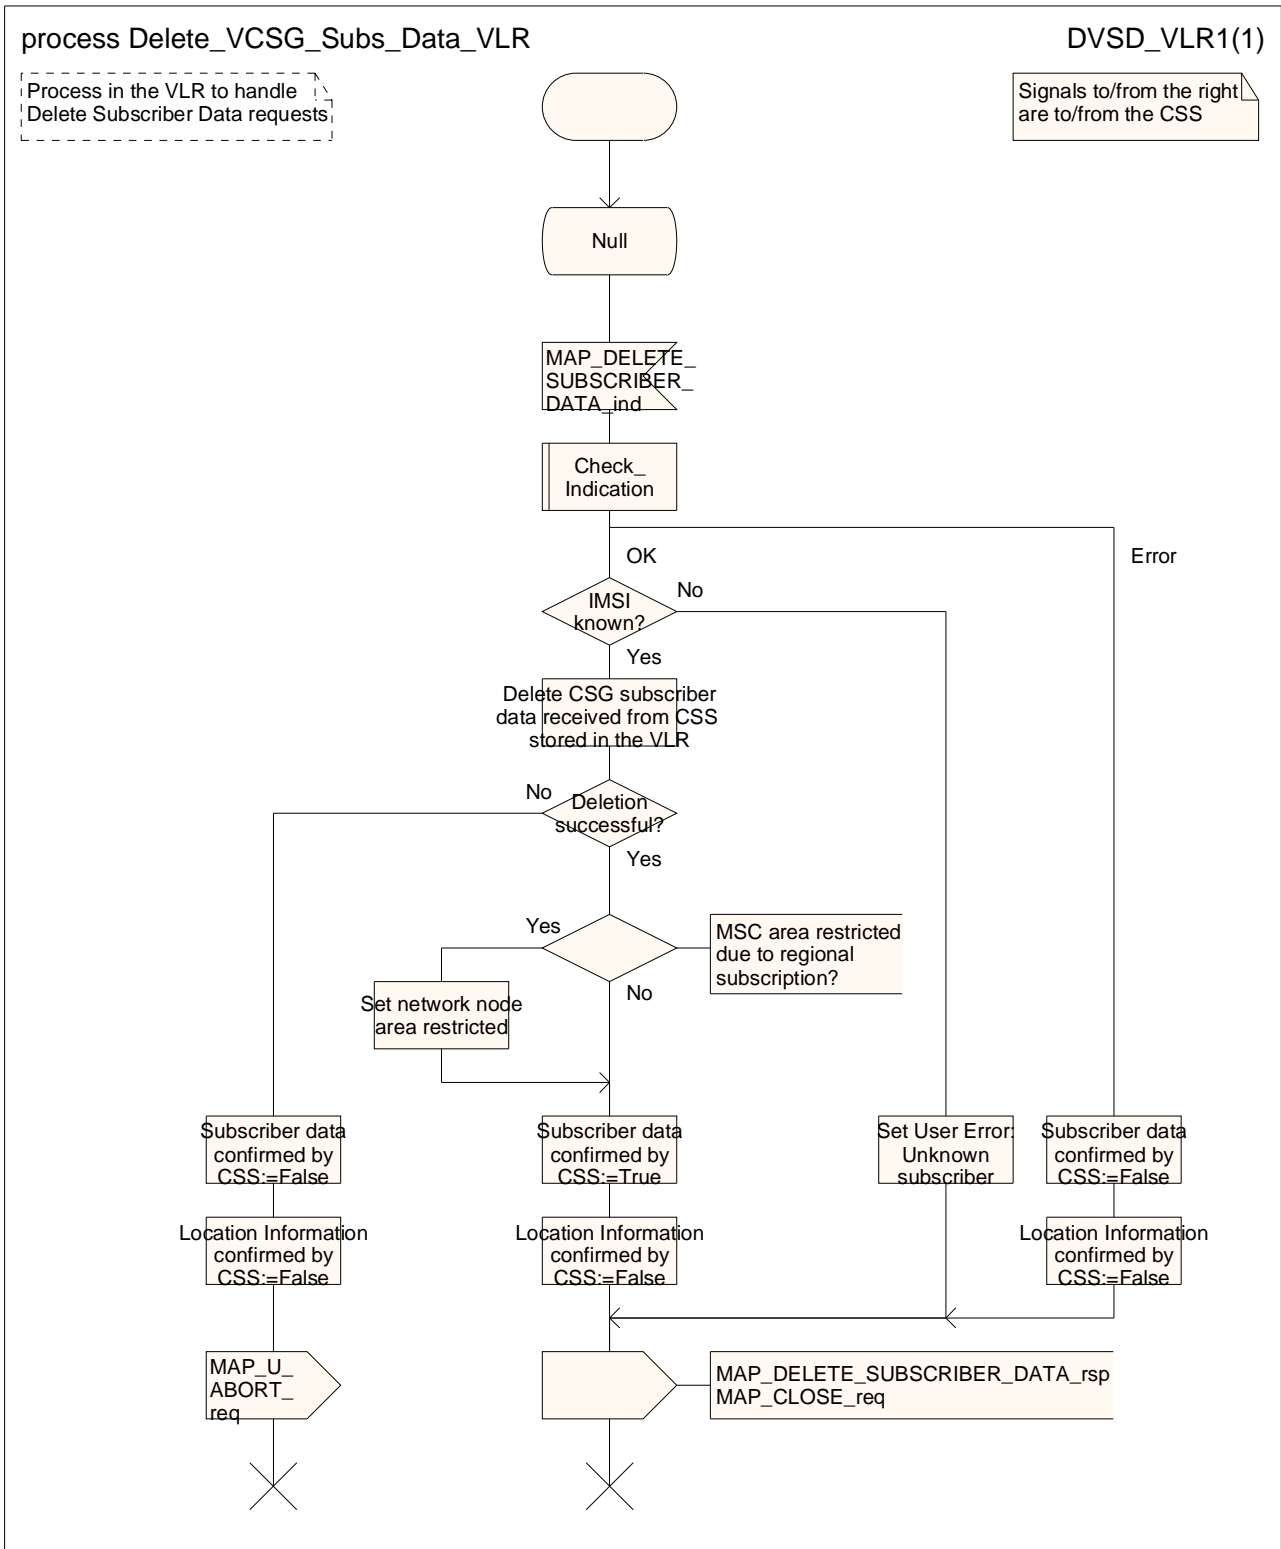 process Delete_VCSG_Subs_Data_VLR
DVSD_VLR1(1)
Process in the VLR to handle
Delete Subscriber Data requests
Signals to/from the right
are to/from the CSS
Null
MAP_DELETE_
SUBSCRIBER_
DATA_ind
Check_
Indication
OK
Error
IMSI
known?
No
Yes
Delete CSG subscriber
data received from CSS
stored in the VLR
No
Deletion
successful?
Yes
Yes
MSC area restricted
due to regional
subscription?
No
Set network node
area restricted
Subscriber data
confirmed by
CSS:=False
Subscriber data
confirmed by
CSS:=True
Set User Error:
Unknown
subscriber
Subscriber data
confirmed by
CSS:=False
Location Information
confirmed by
CSS:=False
Location Information
confirmed by
CSS:=False
Location Information
confirmed by
CSS:=False
MAP_U_
ABORT_
req
MAP_DELETE_SUBSCRIBER_DATA_rsp
MAP_CLOSE_req